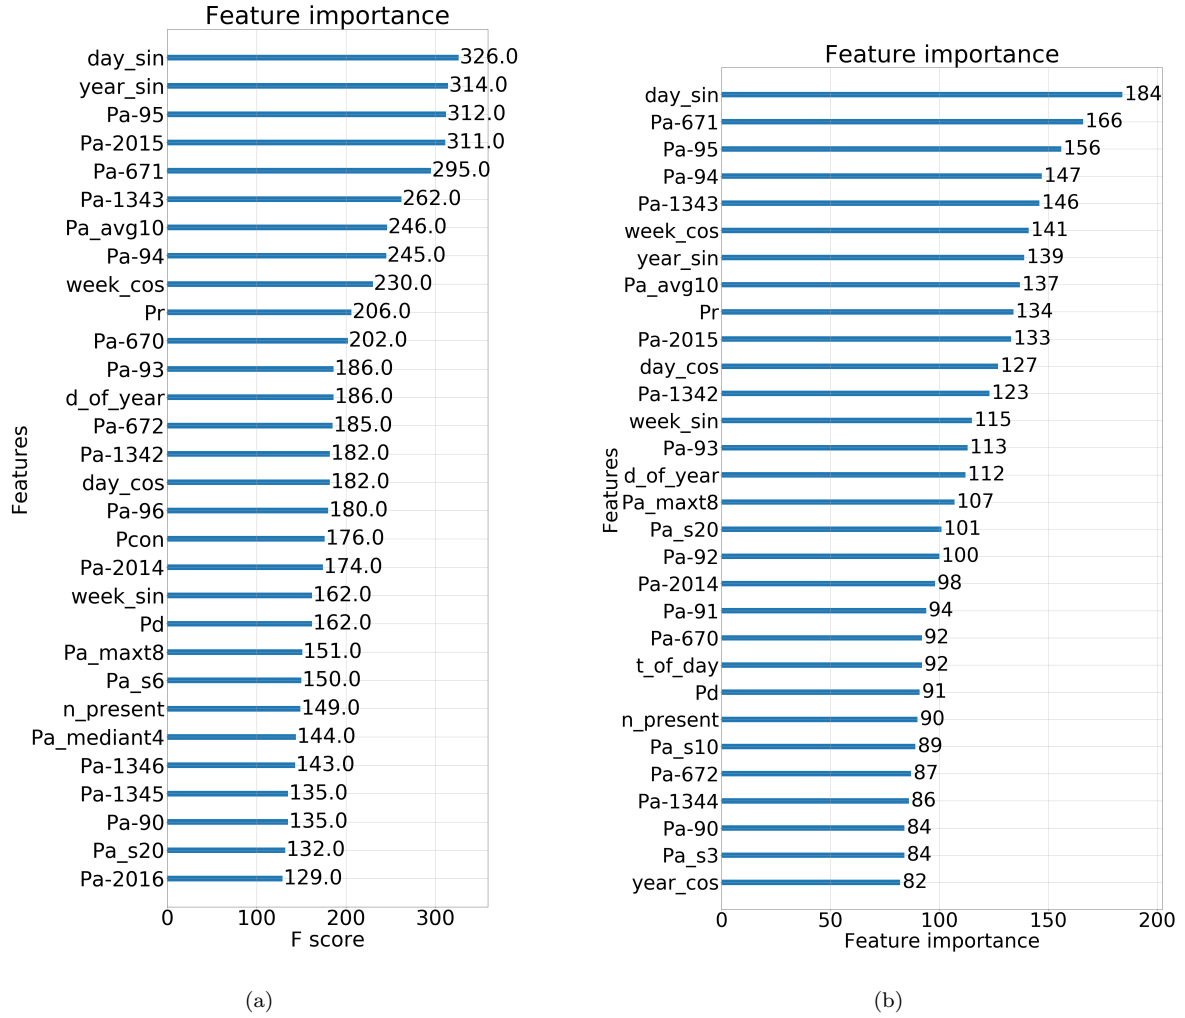 Feature importance
day_sin 326.0
year_sin 314.0
Pa-95 312.0
Pa-2015 311.0
Pa-671 295.0
Pa-1343 262.0
Pa_avg10 246.0
Pa-94 245.0
week_cos 230.0
Pr 206.0
Pa-670 202.0
Pa-93 186.0
d_of_year 186.0
Pa-672 185.0
Pa-1342 182.0
day_cos 182.0
Pa-96 180.0
Pcon 176.0
Pa-2014 174.0
week_sin 162.0
Pd 162.0
Pa_maxt8 151.0
Pa_s6 150.0
n_present 149.0
Pa_mediant4 144.0
Pa-1346 143.0
Pa-1345 135.0
Pa-90 135.0
Pa_s20 132.0
Pa-2016 129.0
Features
0 100 200 300
F score
(a)
Feature importance
day_sin 184
Pa-671 166
Pa-95 156
Pa-94 147
Pa-1343 146
week_cos 141
year_sin 139
Pa_avg10 137
Pr 134
Pa-2015 133
day_cos 127
Pa-1342 123
week_sin 115
Pa-93 113
d_of_year 112
Pa_maxt8 107
Pa_s20 101
Pa-92 100
Pa-2014 98
Pa-91 94
Pa-670 92
t_of_day 92
Pd 91
n_present 90
Pa_s10 89
Pa-672 87
Pa-1344 86
Pa-90 84
Pa_s3 84
year_cos 82
Features
0 50 100 150 200
Feature importance
(b)